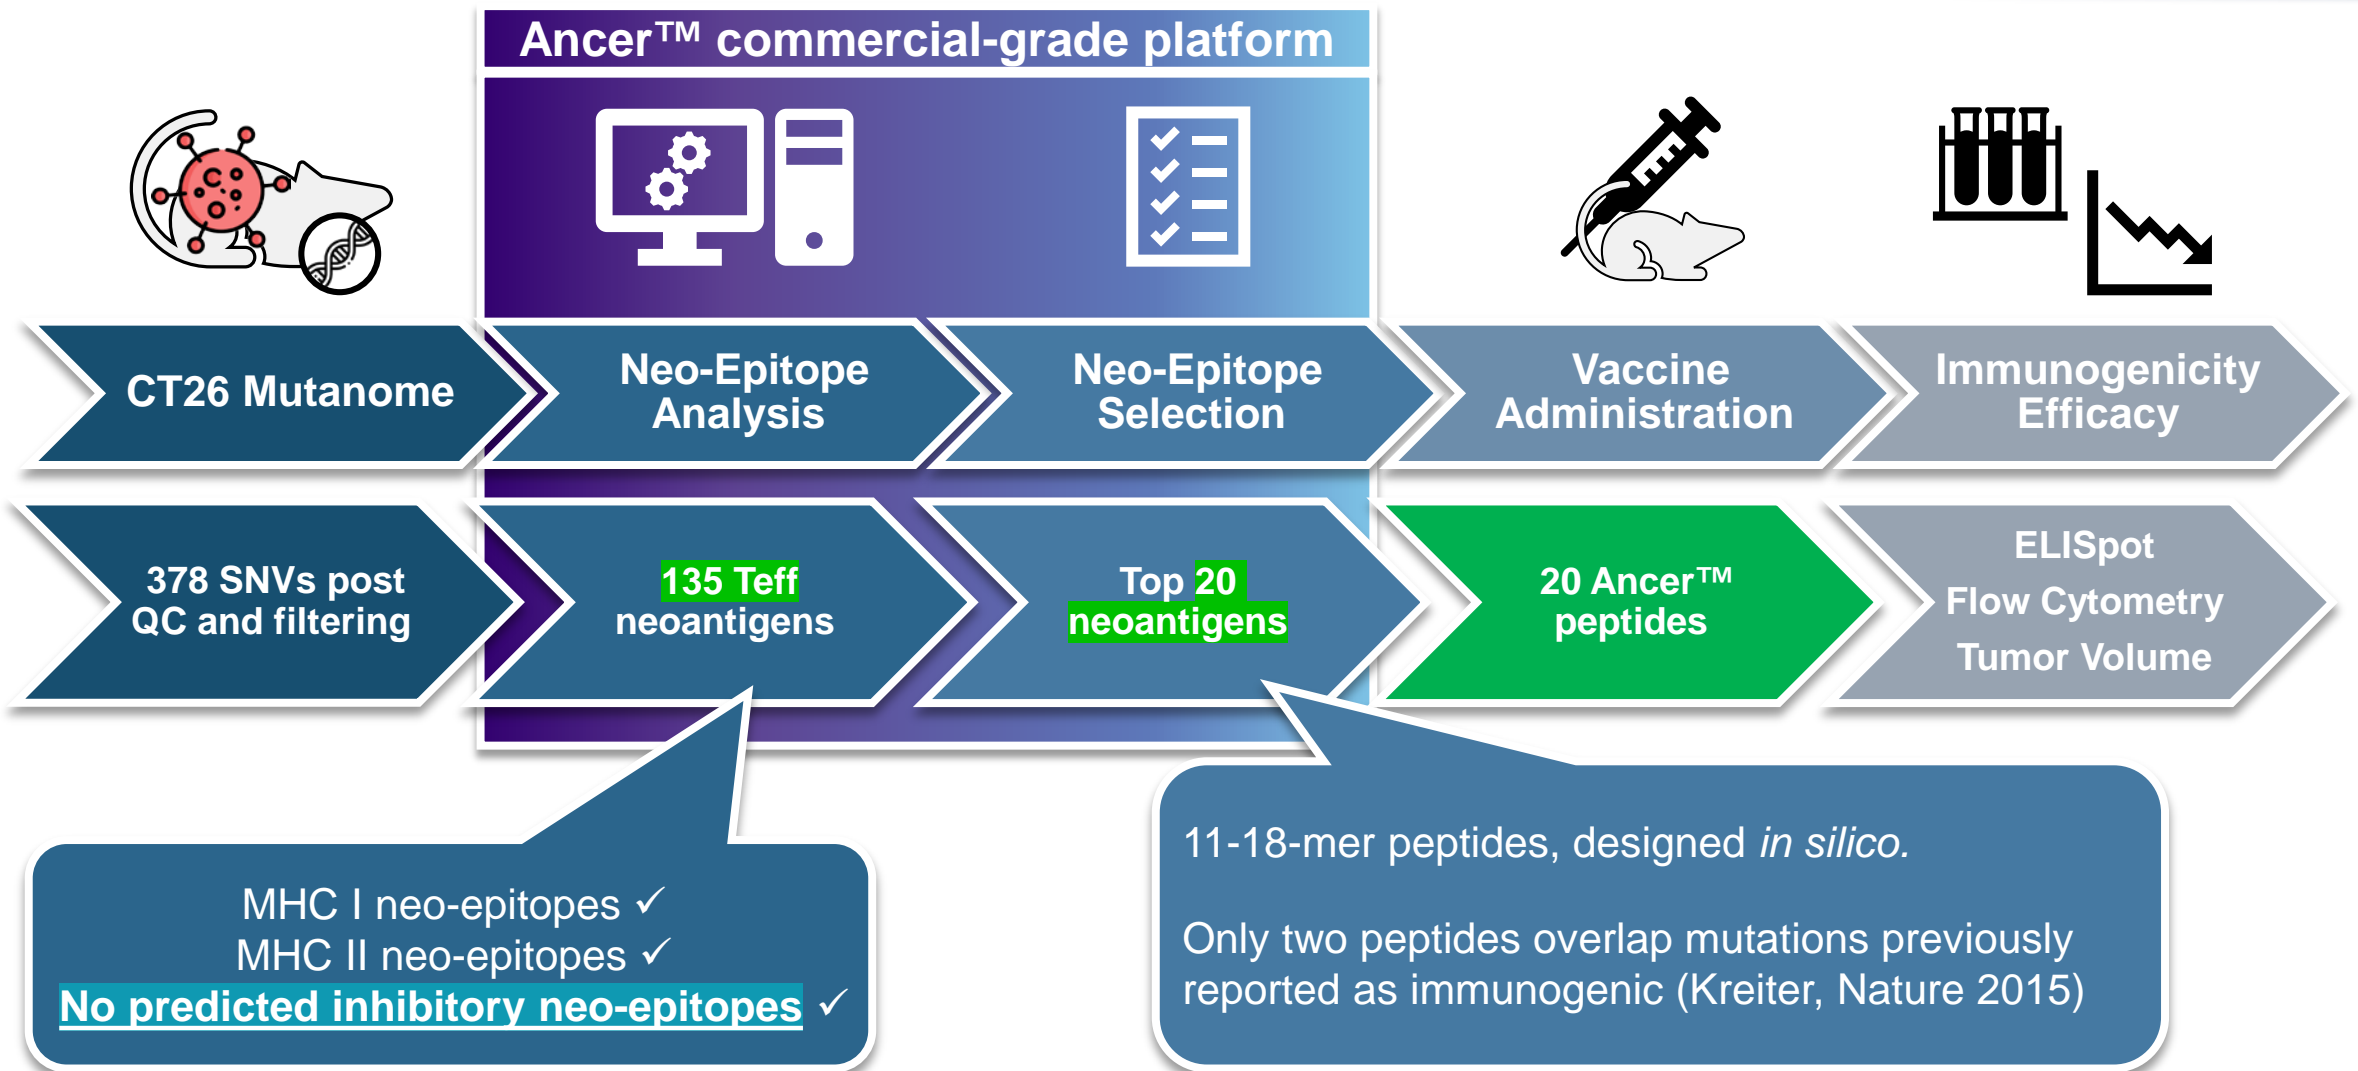 Ancer™ commercial-grade platform
CT26 Mutanome
Neo-Epitope
Analysis
Neo-Epitope
Selection
Vaccine
Administration
Immunogenicity
Efficacy
378 SNVs post
QC and filtering
135 Teff
neoantigens
Top 20
neoantigens
20 Ancer™
peptides
ELISpot
Flow Cytometry
Tumor Volume
MHC I neo-epitopes ✓
MHC II neo-epitopes ✓
No predicted inhibitory neo-epitopes ✓
11-18-mer peptides, designed in silico.
Only two peptides overlap mutations previously
reported as immunogenic (Kreiter, Nature 2015)